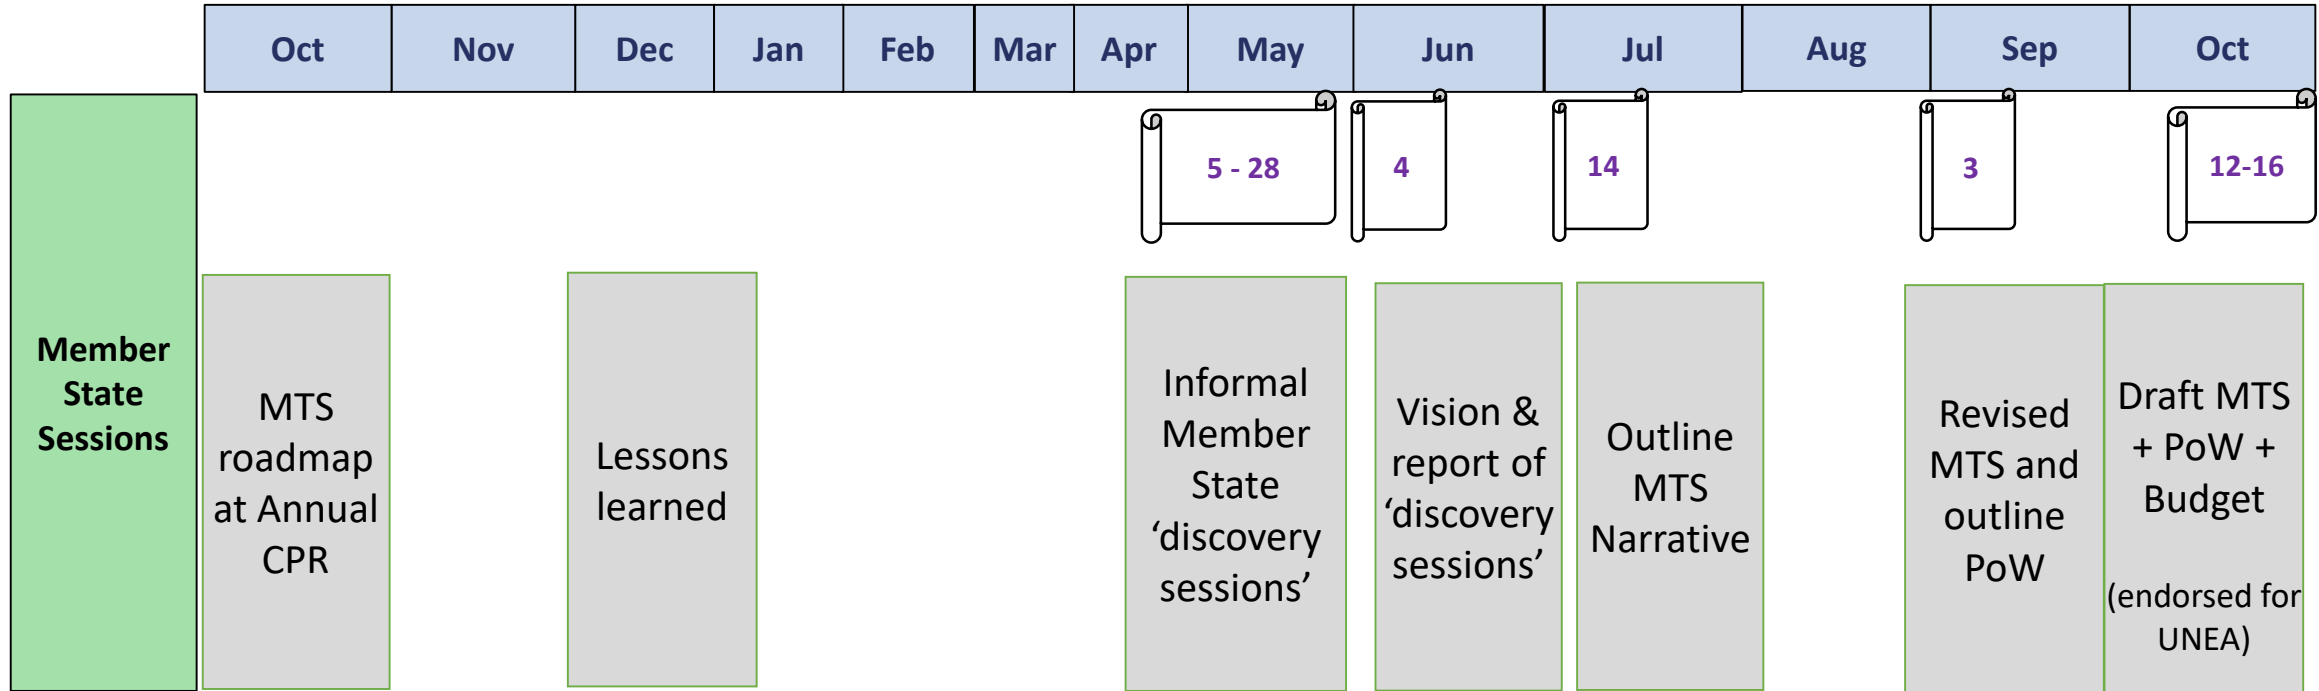 Oct Nov Dec Jan Feb Mar Apr May Jun Jul Aug Sep Oct
5 - 28 4 14 3 12-16
Member
State
Sessions
MTS
roadmap
at Annual
CPR
Lessons
learned
Informal
Member
State
‘discovery
sessions’
Vision &
report of
‘discovery
sessions’
Outline
MTS
Narrative
Revised
MTS and
outline
PoW
Draft MTS
+ PoW +
Budget
(endorsed for
UNEA)